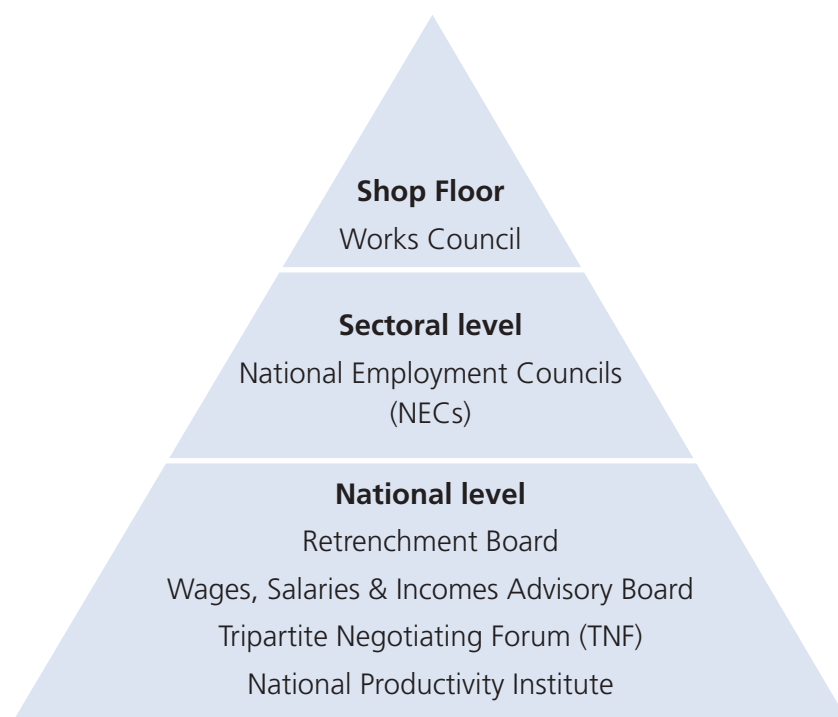 Shop Floor
Works Council
Sectoral level
National Employment Councils
(NECs)
National level
Retrenchment Board
Wages, Salaries & Incomes Advisory Board
Tripartite Negotiating Forum (TNF)
National Productivity Institute